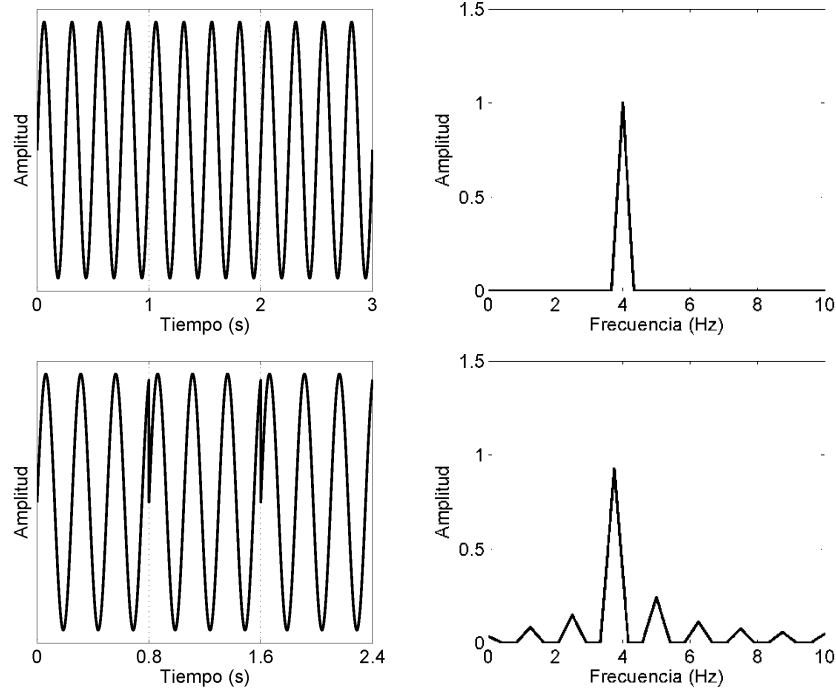 Amplitud
0 1 2 3
Tiempo (s)
1.5
1
0.5
0
Amplitud
0 2 4 6 8 10
Frecuencia (Hz)
Amplitud
0 0.8 1.6 2.4
Tiempo (s)
1.5
1
0.5
0
Amplitud
0 2 4 6 8 10
Frecuencia (Hz)